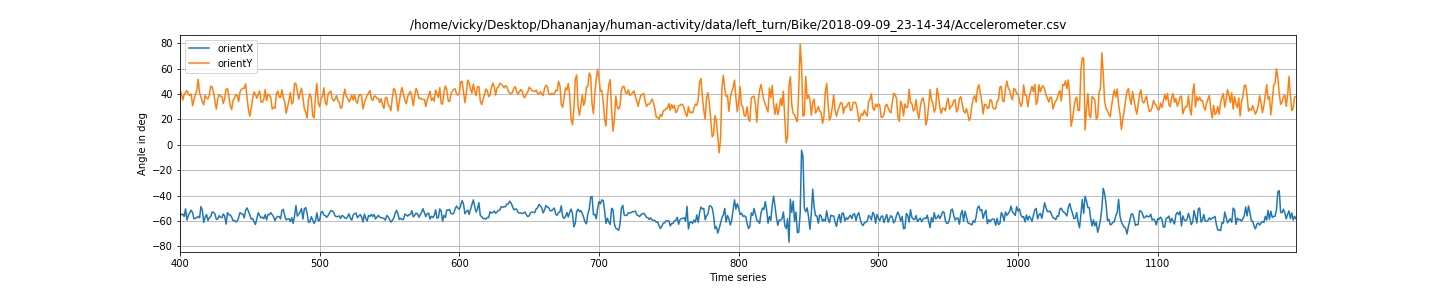 /home/vicky/Desktop/Dhananjay/human-activity/data/left_turn/Bike/2018-09-09_23-14-34/Accelerometer.csv
orientX
orientY
Angle in deg
80
60
40
20
0
−20
−40
−60
−80
400 500 600 700 800 900 1000 1100
Time series